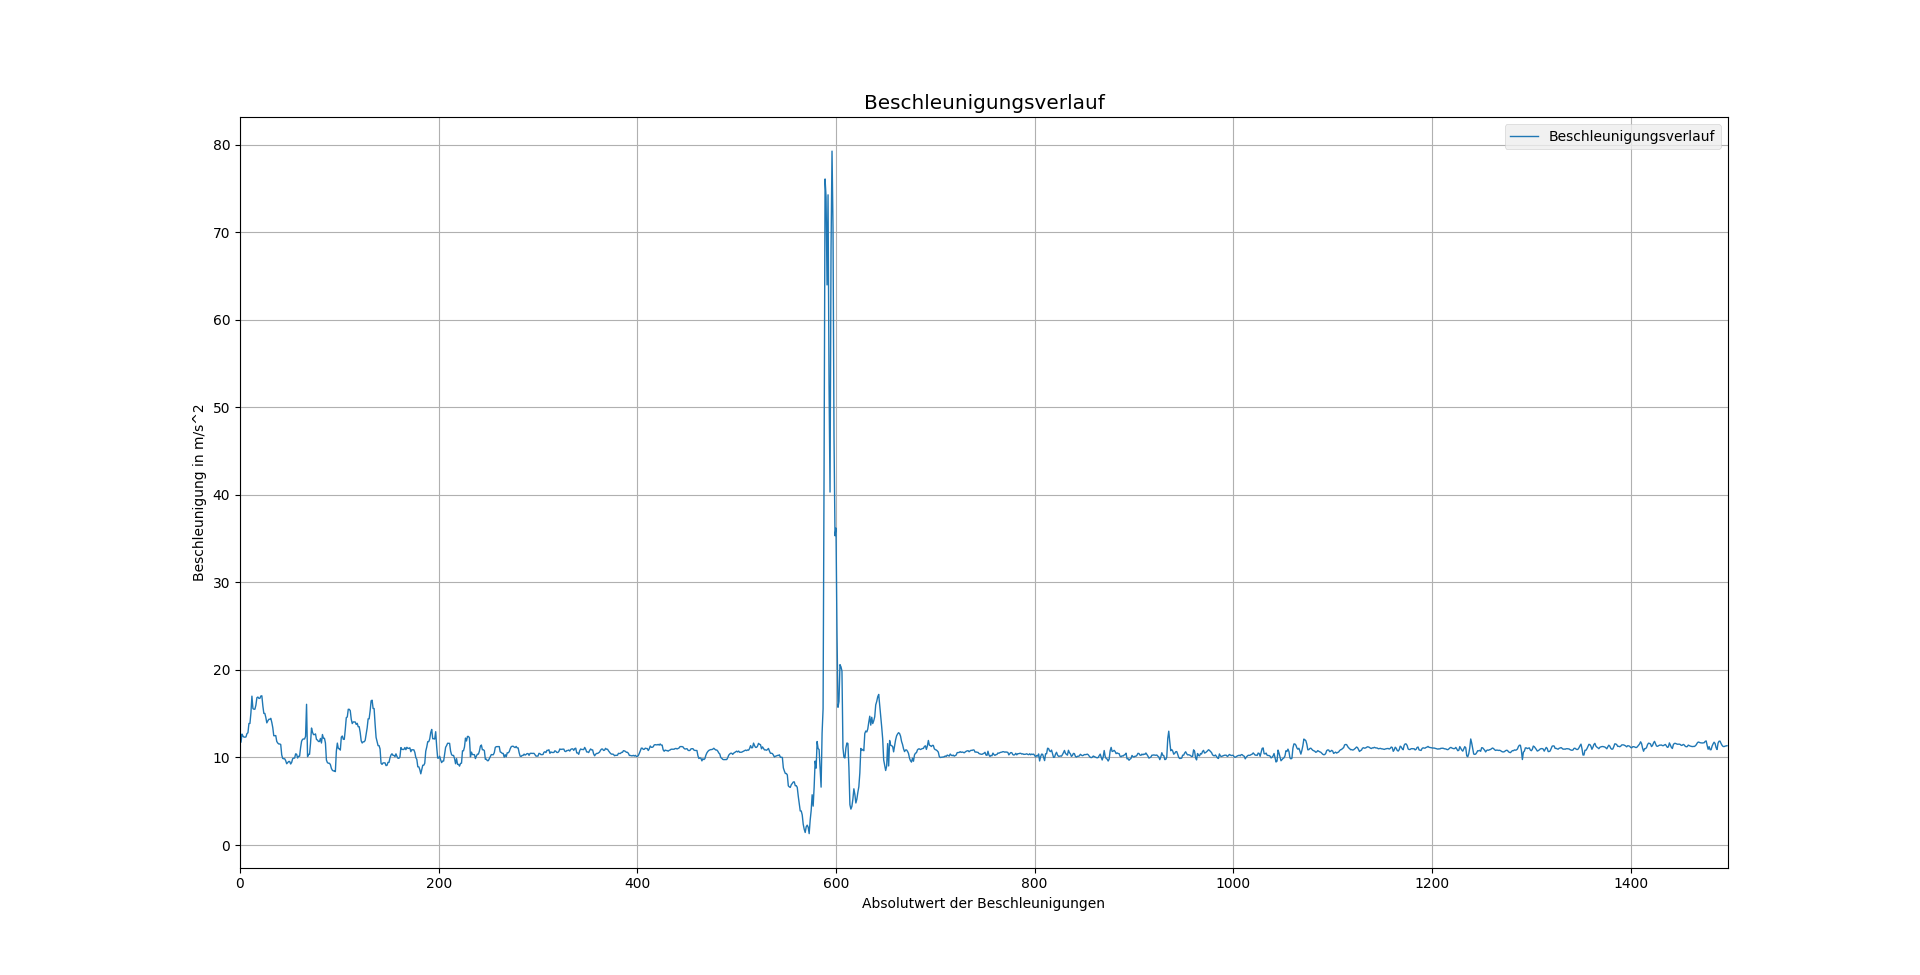 Beschleunigungsverlauf
Beschleunigungsverlauf
80
70
60
50
40
30
20
10
0
Beschleunigung in m/s^2
0 200 400 600 800 1000 1200 1400
Absolutwert der Beschleunigungen